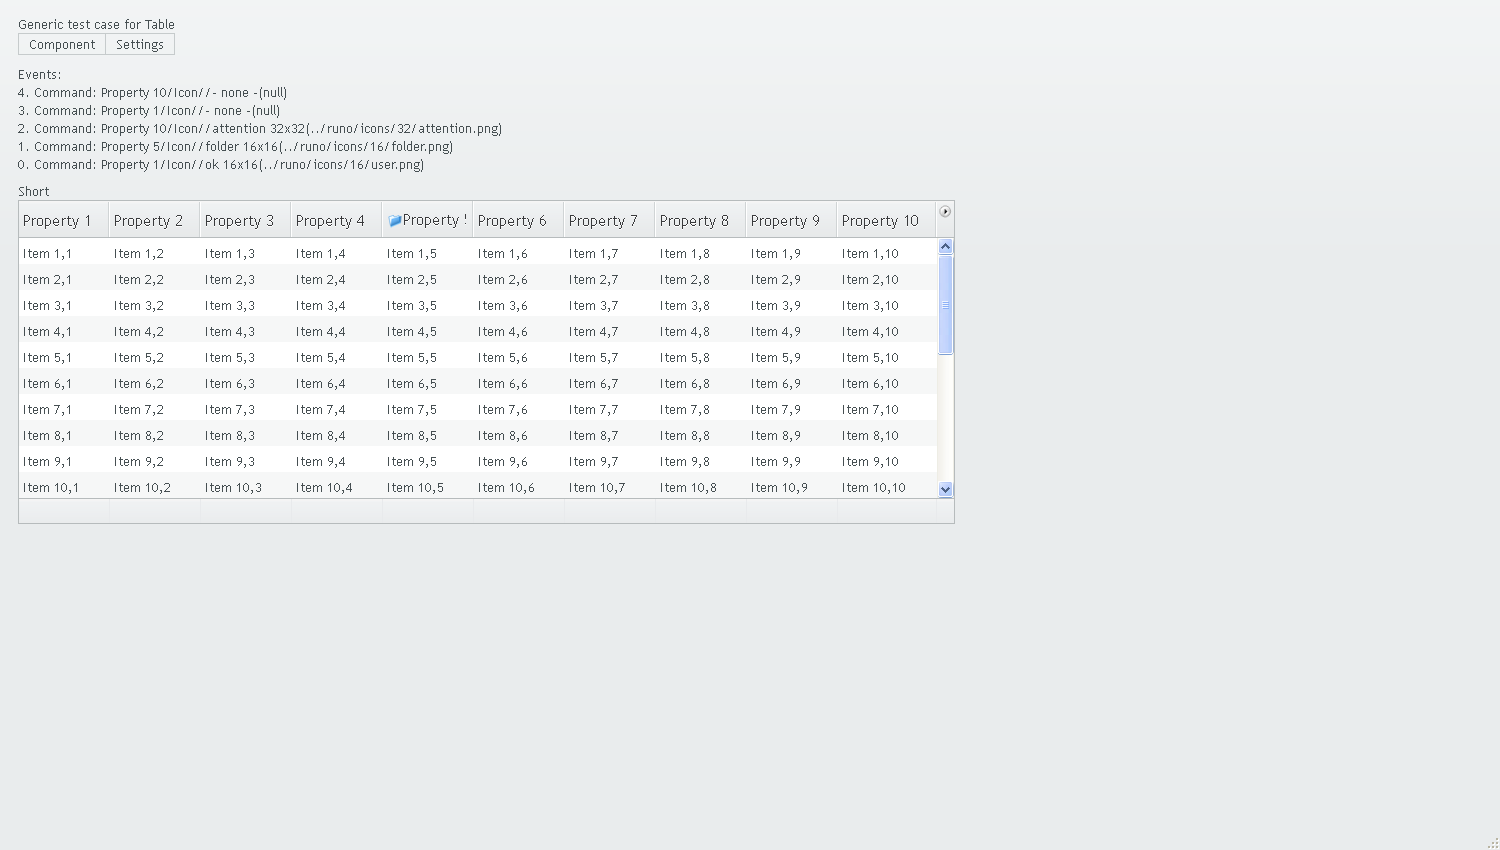 Generic test case for Table
Component Settings
Events:
4. Command: Property 10/Icon//- none -(null)
3. Command: Property 1/Icon//- none -(null)
2. Command: Property 10/Icon//attention 32x32(../runo/icons/32/attention.png)
1. Command: Property 5/Icon//folder 16x16(../runo/icons/16/folder.png)
0. Command: Property 1/Icon//ok 16x16(../runo/icons/16/user.png)
Short
Property 1 Property 2 Property 3 Property 4 Property Property 6 Property 7 Property 8 Property 9 Property 10
Item 1,1 Item 1,2 Item 1,3 Item 1,4 Item 1,5 Item 1,6 Item 1,7 Item 1,8 Item 1,9 Item 1,10
Item 2,1 Item 2,2 Item 2,3 Item 2,4 Item 2,5 Item 2,6 Item 2,7 Item 2,8 Item 2,9 Item 2,10
Item 3,1 Item 3,2 Item 3,3 Item 3,4 Item 3,5 Item 3,6 Item 3,7 Item 3,8 Item 3,9 Item 3,10
Item 4,1 Item 4,2 Item 4,3 Item 4,4 Item 4,5 Item 4,6 Item 4,7 Item 4,8 Item 4,9 Item 4,10
Item 5,1 Item 5,2 Item 5,3 Item 5,4 Item 5,5 Item 5,6 Item 5,7 Item 5,8 Item 5,9 Item 5,10
Item 6,1 Item 6,2 Item 6,3 Item 6,4 Item 6,5 Item 6,6 Item 6,7 Item 6,8 Item 6,9 Item 6,10
Item 7,1 Item 7,2 Item 7,3 Item 7,4 Item 7,5 Item 7,6 Item 7,7 Item 7,8 Item 7,9 Item 7,10
Item 8,1 Item 8,2 Item 8,3 Item 8,4 Item 8,5 Item 8,6 Item 8,7 Item 8,8 Item 8,9 Item 8,10
Item 9,1 Item 9,2 Item 9,3 Item 9,4 Item 9,5 Item 9,6 Item 9,7 Item 9,8 Item 9,9 Item 9,10
Item 10,1 Item 10,2 Item 10,3 Item 10,4 Item 10,5 Item 10,6 Item 10,7 Item 10,8 Item 10,9 Item 10,10